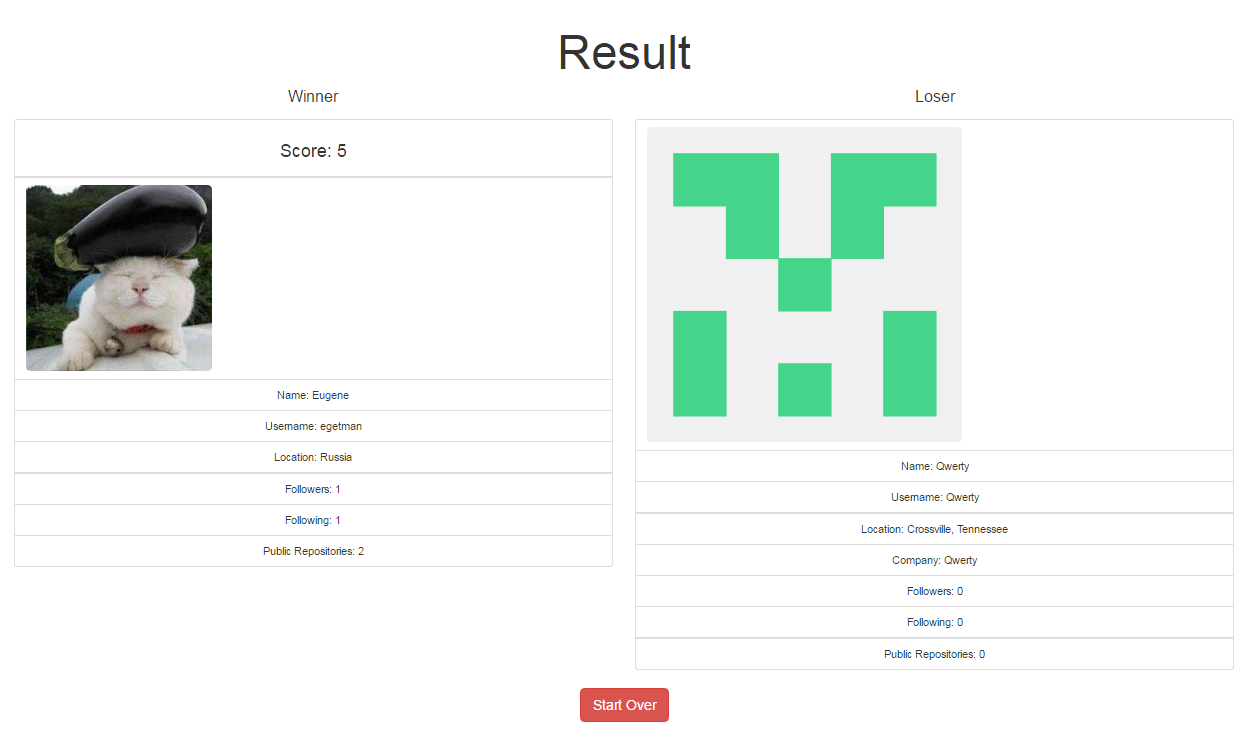 Result
Winner
Score: 5
Name: Eugene
Username: egetman
Location: Russia
Followers: 1
Following: 1
Public Repositories: 2
Loser
Name: Qwerty
Username: Qwerty
Location: Crossville, Tennessee
Company: Qwerty
Followers: 0
Following: 0
Public Repositories: 0
Start Over